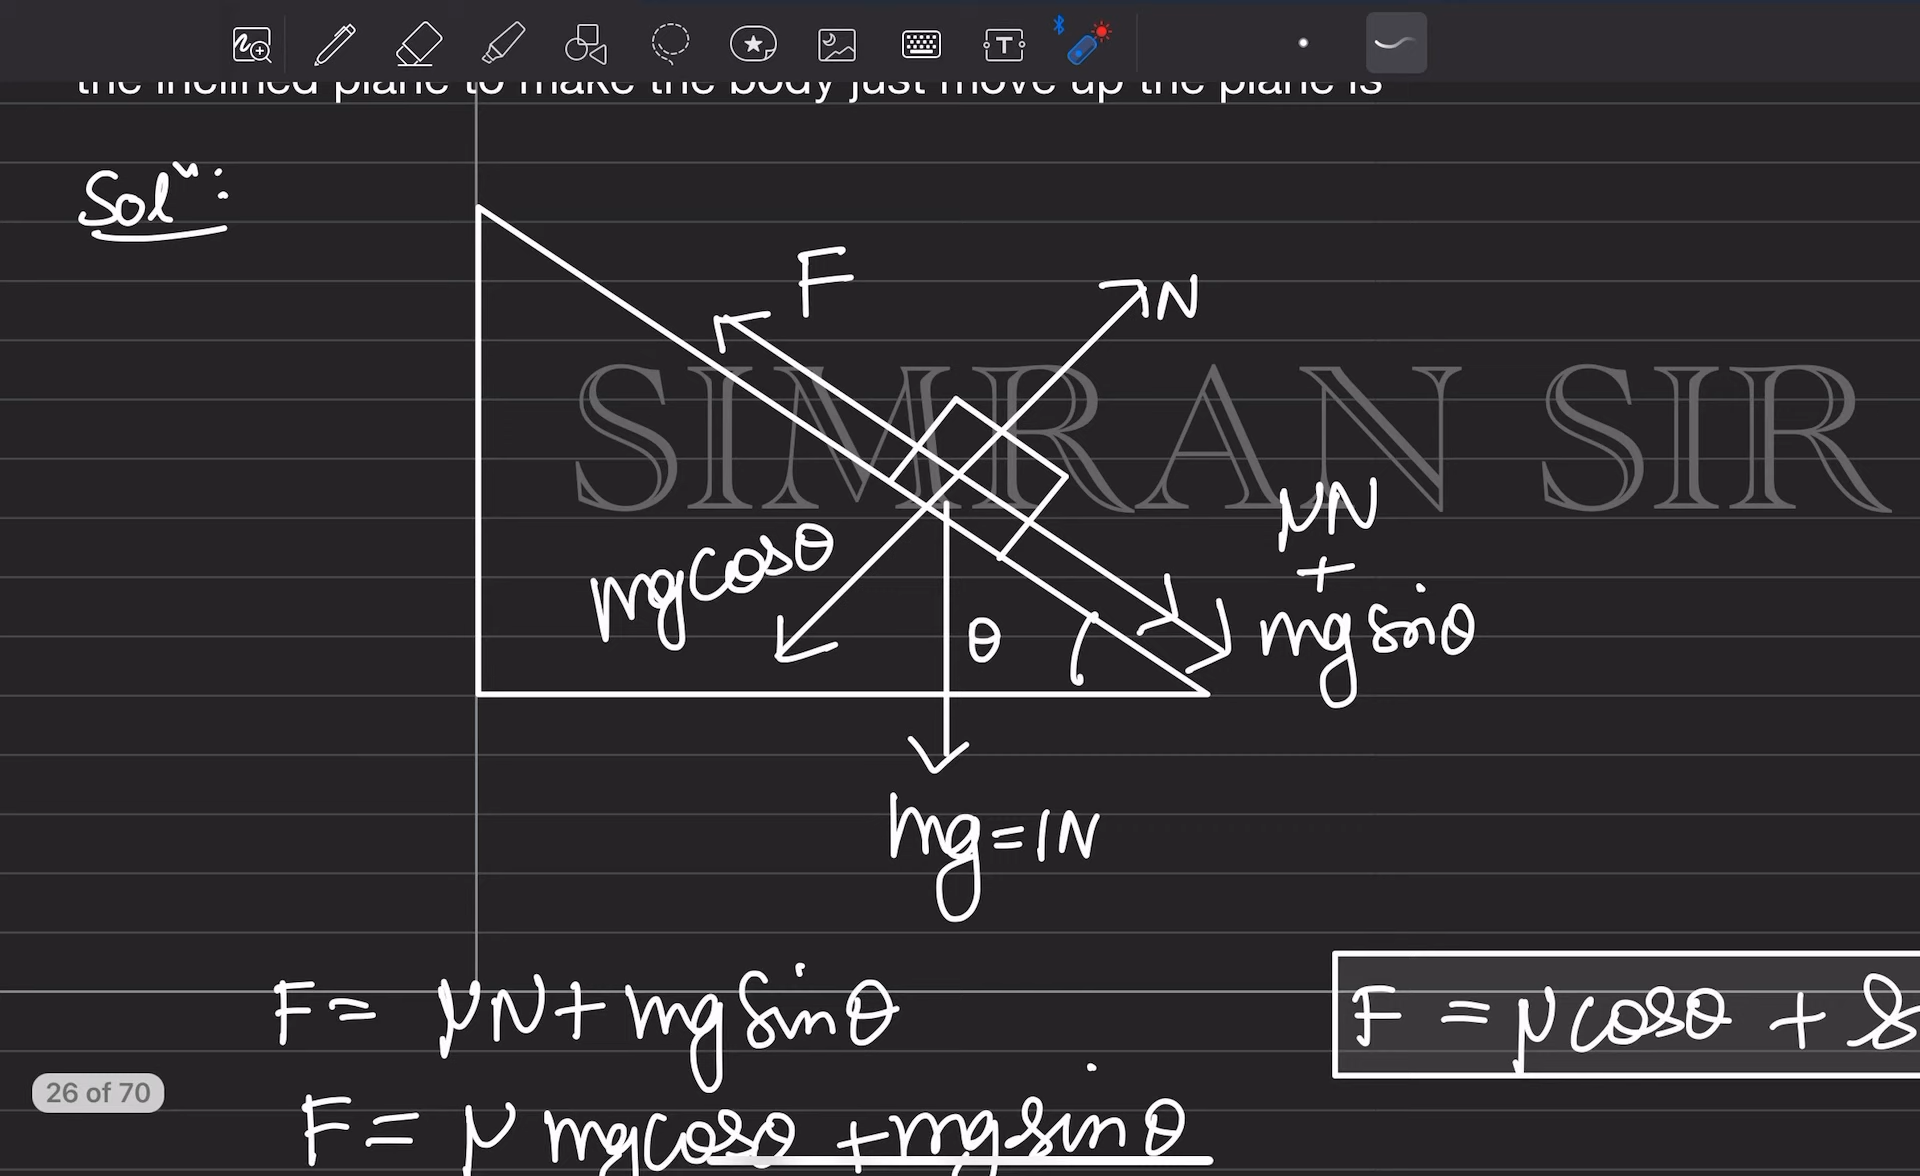 the inclined plane to make the body just move up the plane is
Solⁿ:
F
N
SIMRAN SIR
μN
+
mg sinθ
mg cosθ
θ
mg = 1N
F = μN + mg sinθ
F = μ cosθ + s
26 of 70
F = μ mg cosθ + mg sinθ